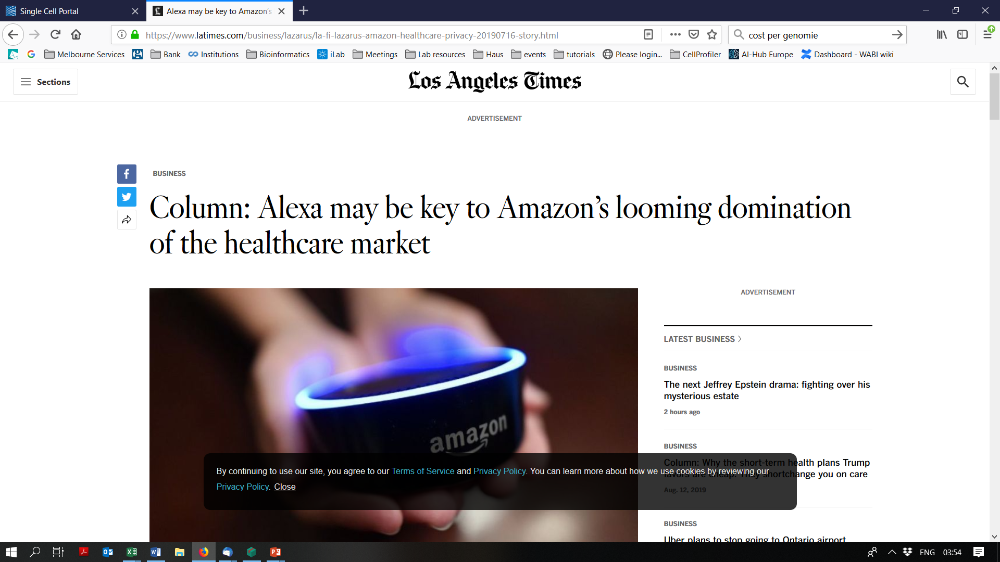 Single Cell Portal
Alexa may be key to Amazon's
https://www.latimes.com/business/lazarus/la-fi-lazarus-amazon-healthcare-privacy-20190716-story.html
cost per genomie
Melbourne Services
Bank
Institutions
Bioinformatics
iLab
Meetings
Lab resources
Haus
events
tutorials
Please login...
CellProfiler
AI-Hub Europe
Dashboard - WABI wiki
Sections
Los Angeles Times
ADVERTISEMENT
BUSINESS
Column: Alexa may be key to Amazon’s looming domination
of the healthcare market
amazon
ADVERTISEMENT
LATEST BUSINESS
BUSINESS
The next Jeffrey Epstein drama: fighting over his
mysterious estate
2 hours ago
BUSINESS
Column: Why the short-term health plans Trump
favors are cheap: They shortchange you on care
Aug. 12, 2019
BUSINESS
Uber plans to stop going to Ontario airport
By continuing to use our site, you agree to our Terms of Service and Privacy Policy. You can learn more about how we use cookies by reviewing our
Privacy Policy. Close
ENG
03:54